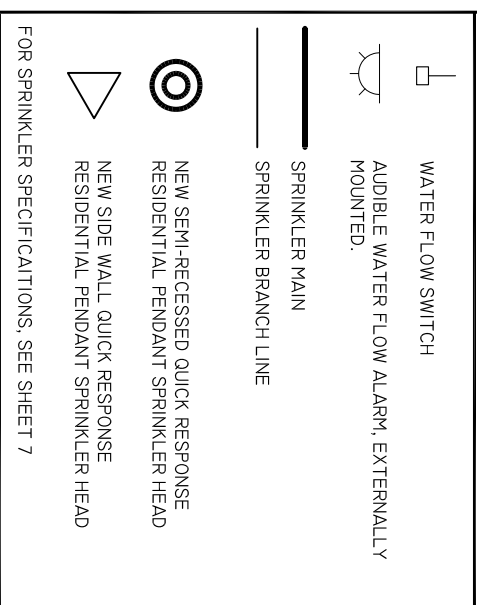 WATER FLOW SWITCH
AUDIBLE WATER FLOW ALARM, EXTERNALLY
MOUNTED.
SPRINKLER MAIN
SPRINKLER BRANCH LINE
NEW SEMI-RECESSED QUICK RESPONSE
RESIDENTIAL PENDANT SPRINKLER HEAD
NEW SIDE WALL QUICK RESPONSE
RESIDENTIAL PENDANT SPRINKLER HEAD
FOR SPRINKLER SPECIFICAITIONS, SEE SHEET 7